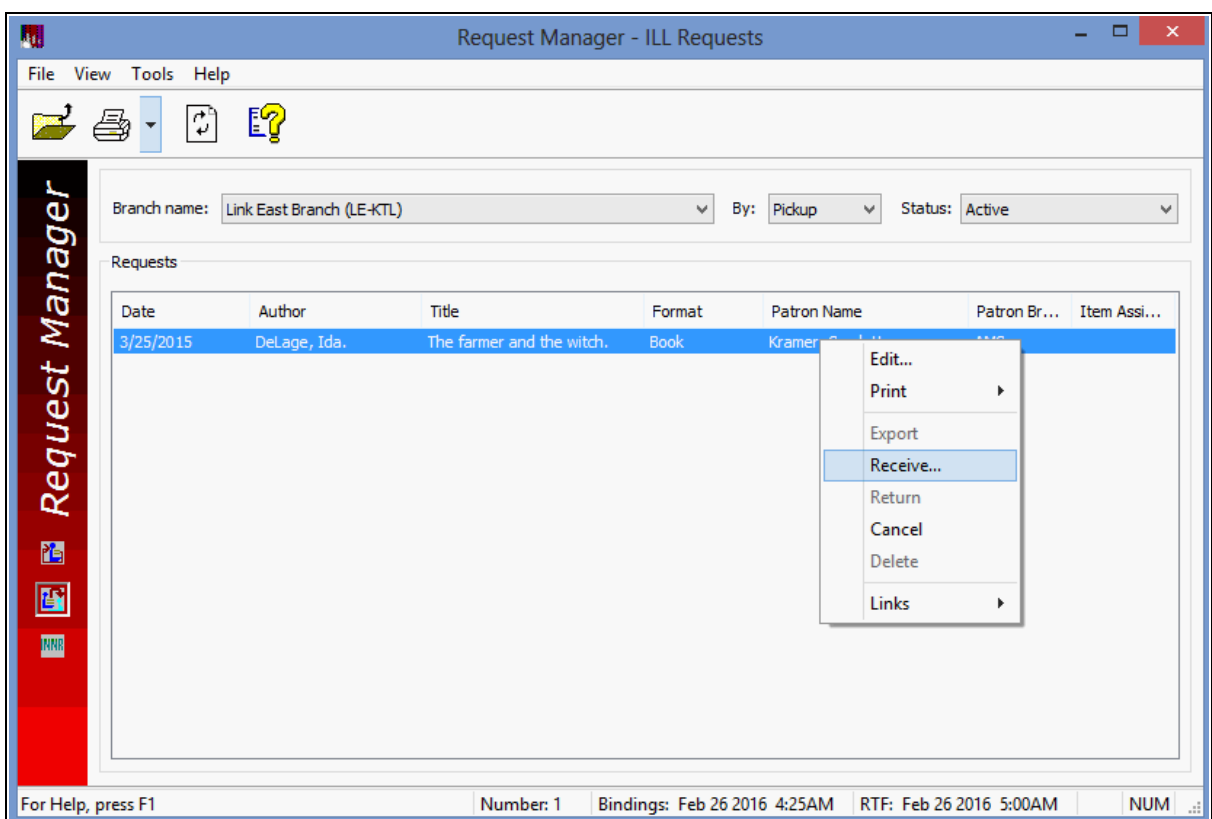 Request Manager - ILL Requests
File View Tools Help
Request Manager
Branch name: Link East Branch (LE-KTL) By: Pickup Status: Active
Requests
Date Author Title Format Patron Name Patron Br... Item Assi...
3/25/2015 DeLage, Ida. The farmer and the witch. Book Kramer
Edit...
Print
Export
Receive...
Return
Cancel
Delete
Links
INNR
For Help, press F1 Number: 1 Bindings: Feb 26 2016 4:25AM RTF: Feb 26 2016 5:00AM NUM